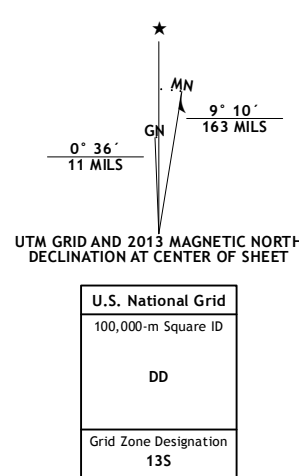 ★
MN
GN
9° 10´
163 MILS
0° 36´
11 MILS
UTM GRID AND 2013 MAGNETIC NORTH
DECLINATION AT CENTER OF SHEET
U.S. National Grid
100,000-m Square ID
DD
Grid Zone Designation
13S